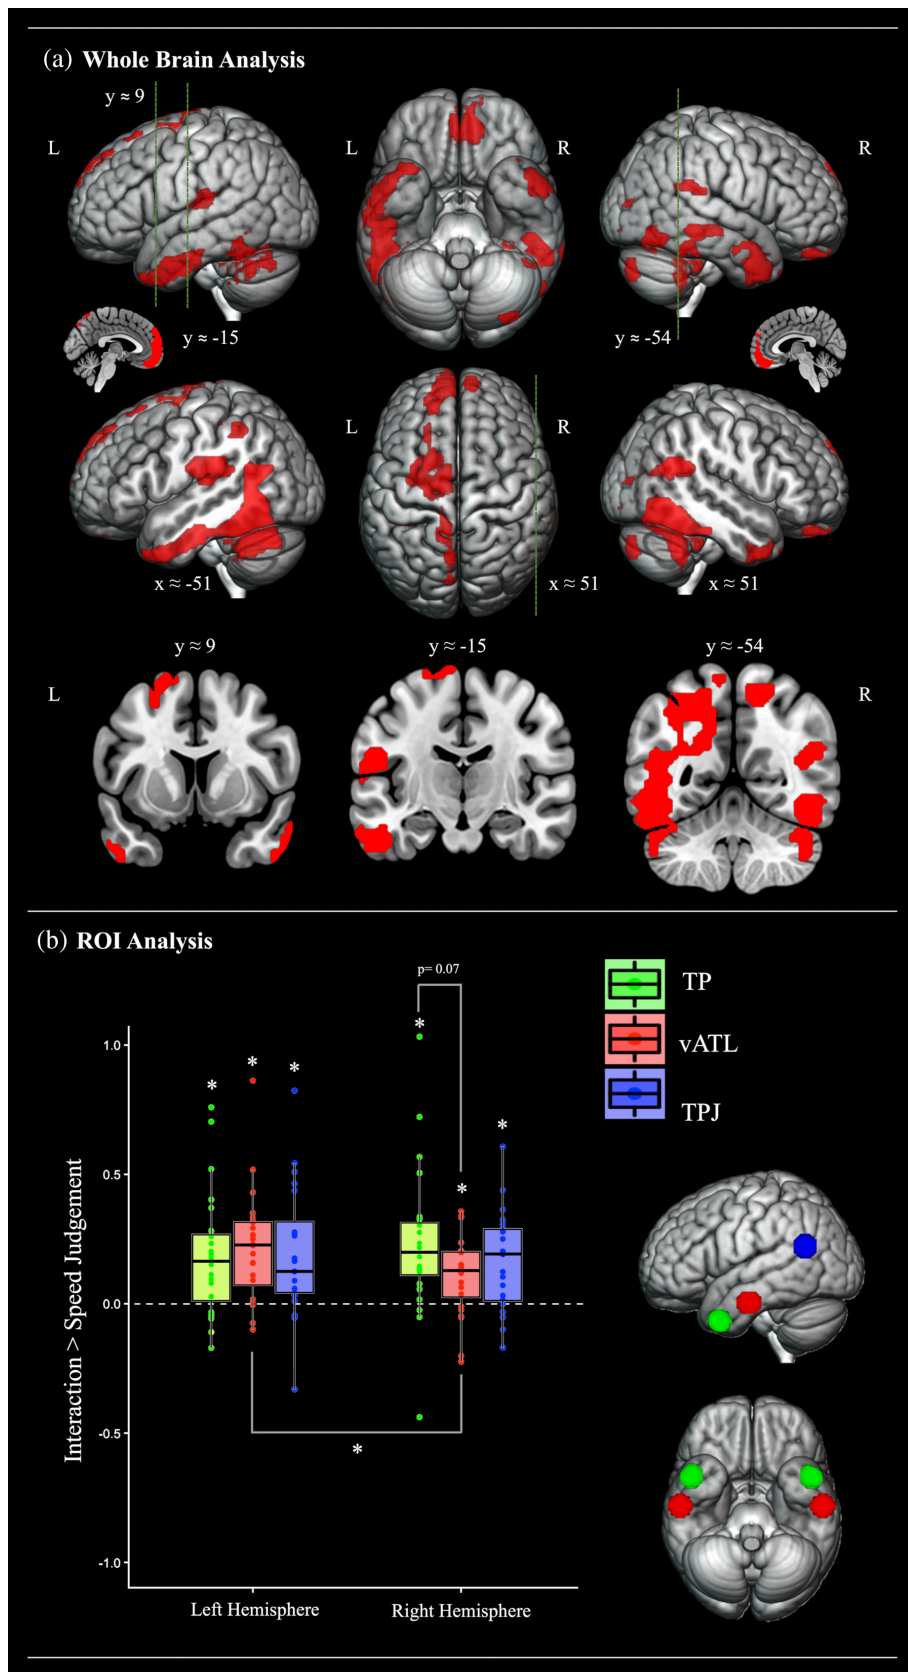 (a) Whole Brain Analysis
y ≈ 9
L
L
R
R
y ≈ -15
y ≈ -54
L
R
x ≈ -51
x ≈ 51
x ≈ 51
y ≈ 9
y ≈ -15
y ≈ -54
L
R
(b) ROI Analysis
p= 0.07
TP
vATL
TPJ
1.0
0.5
0.0
-0.5
-1.0
Interaction > Speed Judgement
*
*
*
*
*
*
*
Left Hemisphere
Right Hemisphere